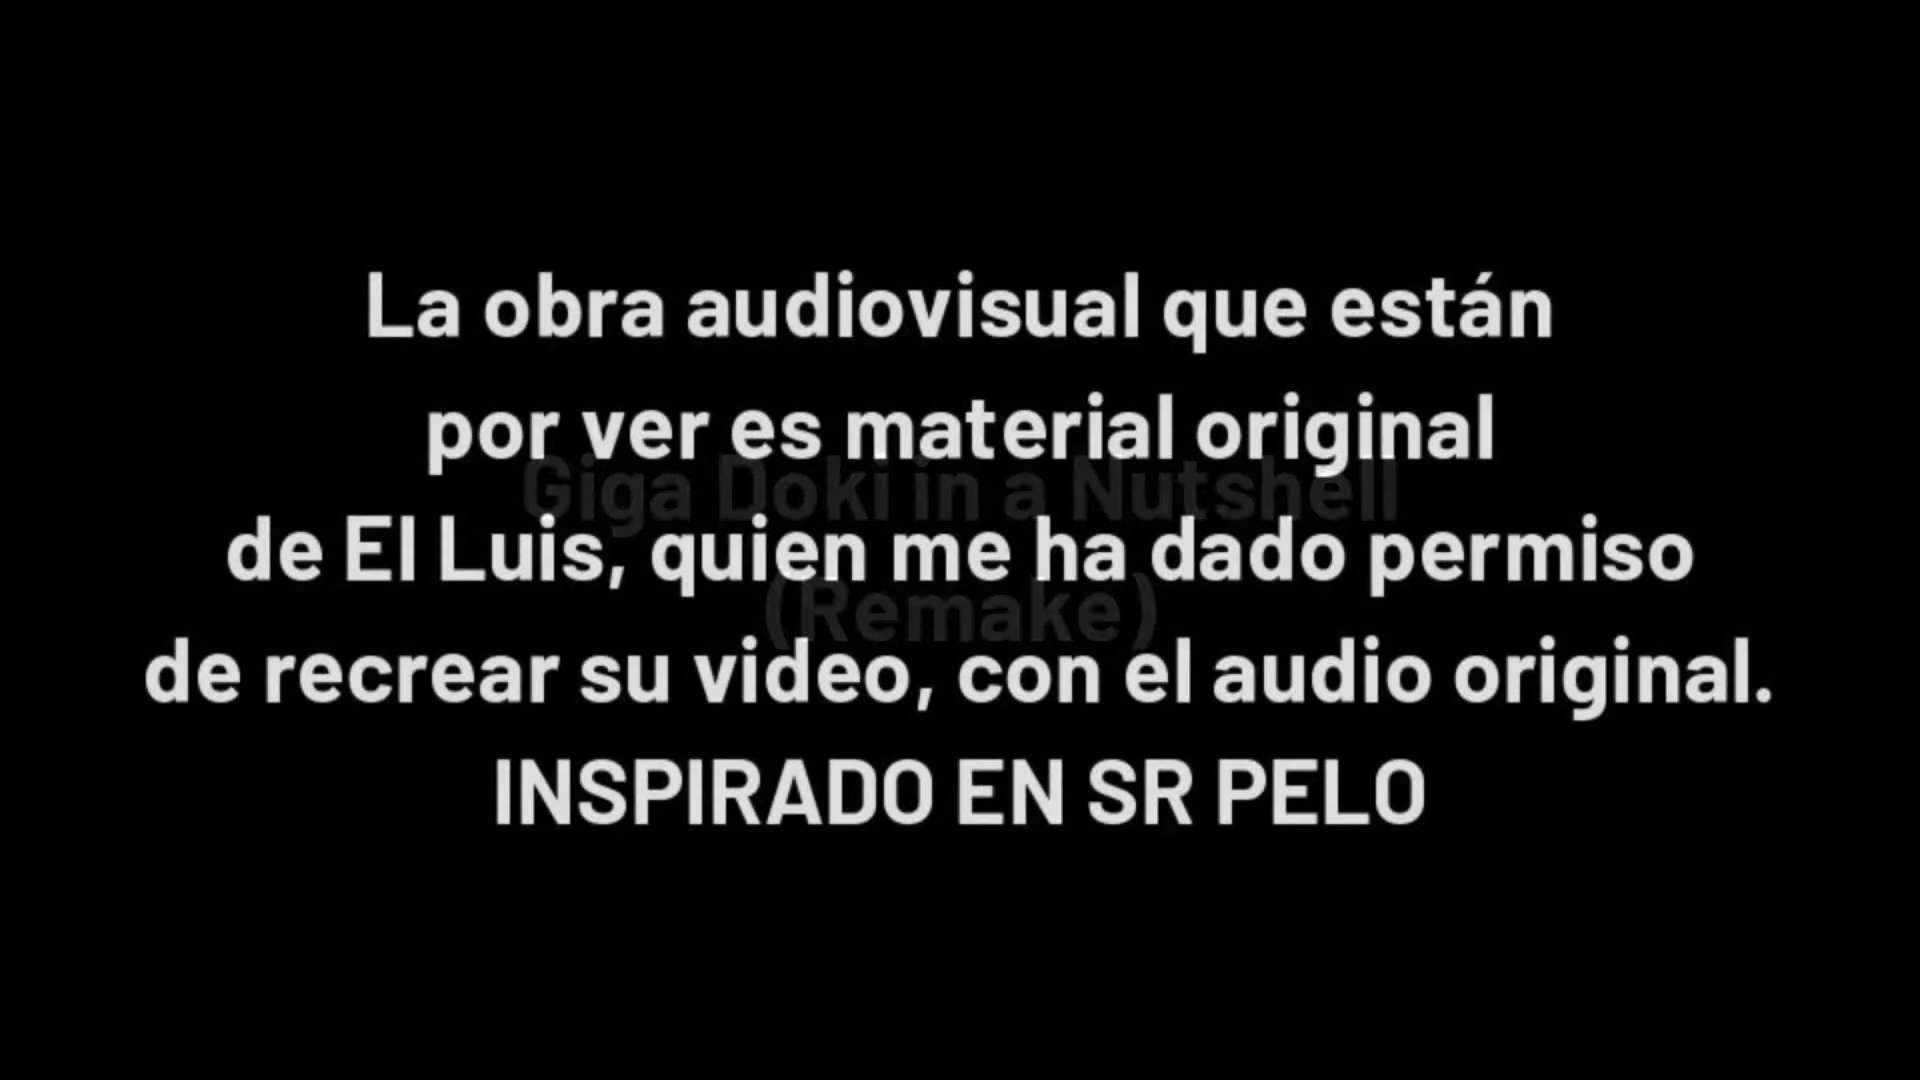 La obra audiovisual que están
por ver es material original
Giga Doki in a Nutshell
de El Luis, quien me ha dado permiso
(Remake)
de recrear su video, con el audio original.
INSPIRADO EN SR PELO